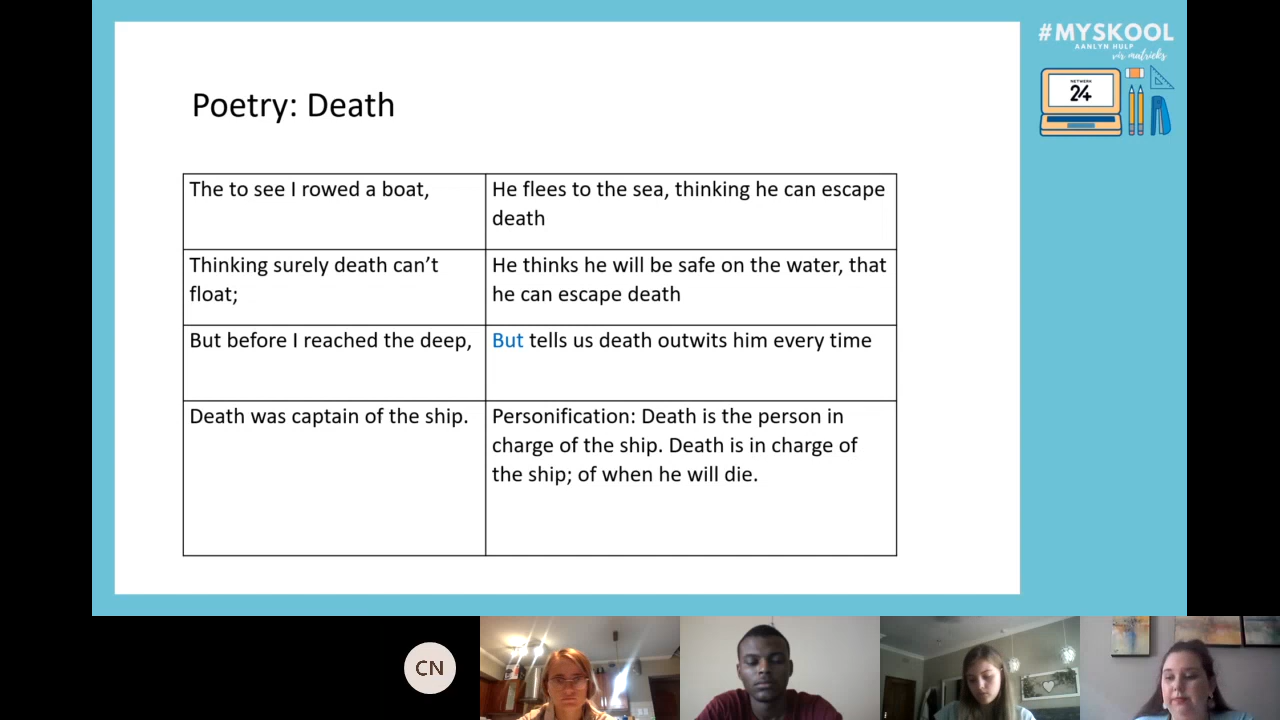 #MYSKOOL
AANLYN HULP
vir matrieks
NETWERK
24
Poetry: Death
The to see I rowed a boat,
He flees to the sea, thinking he can escape
death
Thinking surely death can’t
float;
He thinks he will be safe on the water, that
he can escape death
But before I reached the deep,
But tells us death outwits him every time
Death was captain of the ship.
Personification: Death is the person in
charge of the ship. Death is in charge of
the ship; of when he will die.
CN